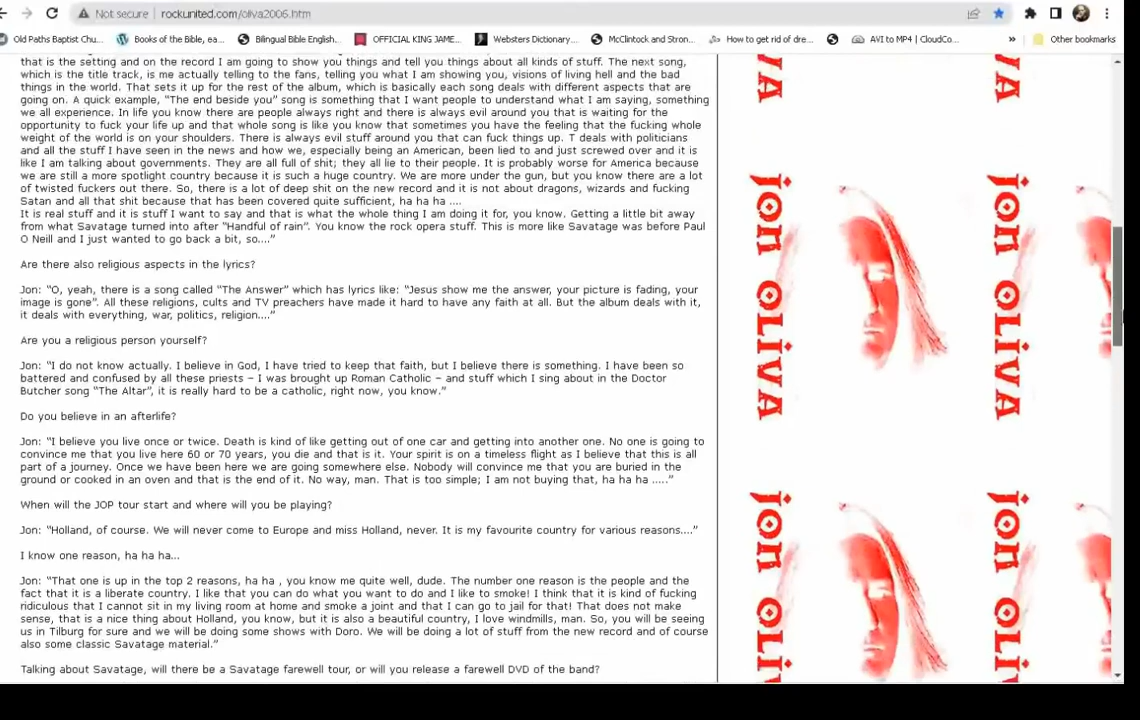 Not secure | rockunited.com/oliva2006.htm
Old Paths Baptist Chu... Books of the Bible, ea... Bilingual Bible English... OFFICIAL KING JAME... Websters Dictionary... McClintock and Stron... How to get rid of dre... AVI to MP4 | CloudCo... » Other bookmarks
that is the setting and on the record I am going to show you things and tell you things about all kinds of stuff. The next song,
which is the title track, is me actually telling to the fans, telling you what I am showing you, visions of living hell and the bad
things in the world. That sets it up for the rest of the album, which is basically each song deals with different aspects that are
going on. A quick example, "The end beside you" song is something that I want people to understand what I am saying, something
we all experience. In life you know there are people always right and there is always evil around you that is waiting for the
opportunity to fuck your life up and that whole song is like you know that sometimes you have the feeling that the fucking whole
weight of the world is on your shoulders. There is always evil stuff around you that can fuck things up. T deals with politicians
and all the stuff I have seen in the news and how we, especially being an American, been lied to and just screwed over and it is
like I am talking about governments. They are all full of shit; they all lie to their people. It is probably worse for America because
we are still a more spotlight country because it is such a huge country. We are more under the gun, but you know there are a lot
of twisted fuckers out there. So, there is a lot of deep shit on the new record and it is not about dragons, wizards and fucking
Satan and all that shit because that has been covered quite sufficient, ha ha ha ....
It is real stuff and it is stuff I want to say and that is what the whole thing I am doing it for, you know. Getting a little bit away
from what Savatage turned into after "Handful of rain". You know the rock opera stuff. This is more like Savatage was before Paul
O Neill and I just wanted to go back a bit, so...."
Are there also religious aspects in the lyrics?
Jon: "O, yeah, there is a song called "The Answer" which has lyrics like: "Jesus show me the answer, your picture is fading, your
image is gone". All these religions, cults and TV preachers have made it hard to have any faith at all. But the album deals with it,
it deals with everything, war, politics, religion...."
Are you a religious person yourself?
Jon: "I do not know actually. I believe in God, I have tried to keep that faith, but I believe there is something. I have been so
battered and confused by all these priests – I was brought up Roman Catholic – and stuff which I sing about in the Doctor
Butcher song "The Altar", it is really hard to be a catholic, right now, you know."
Do you believe in an afterlife?
Jon: "I believe you live once or twice. Death is kind of like getting out of one car and getting into another one. No one is going to
convince me that you live here 60 or 70 years, you die and that is it. Your spirit is on a timeless flight as I believe that this is all
part of a journey. Once we have been here we are going somewhere else. Nobody will convince me that you are buried in the
ground or cooked in an oven and that is the end of it. No way, man. That is too simple; I am not buying that, ha ha ha ....."
When will the JOP tour start and where will you be playing?
Jon: "Holland, of course. We will never come to Europe and miss Holland, never. It is my favourite country for various reasons...."
I know one reason, ha ha ha...
Jon: "That one is up in the top 2 reasons, ha ha , you know me quite well, dude. The number one reason is the people and the
fact that it is a liberate country. I like that you can do what you want to do and I like to smoke! I think that it is kind of fucking
ridiculous that I cannot sit in my living room at home and smoke a joint and that I can go to jail for that! That does not make
sense, that is a nice thing about Holland, you know, but it is also a beautiful country, I love windmills, man. So, you will be seeing
us in Tilburg for sure and we will be doing some shows with Doro. We will be doing a lot of stuff from the new record and of course
also some classic Savatage material."
Talking about Savatage, will there be a Savatage farewell tour, or will you release a farewell DVD of the band?
VA
VA
JON OLIVA
JON OLIVA
JON OLIV
JON OLIV